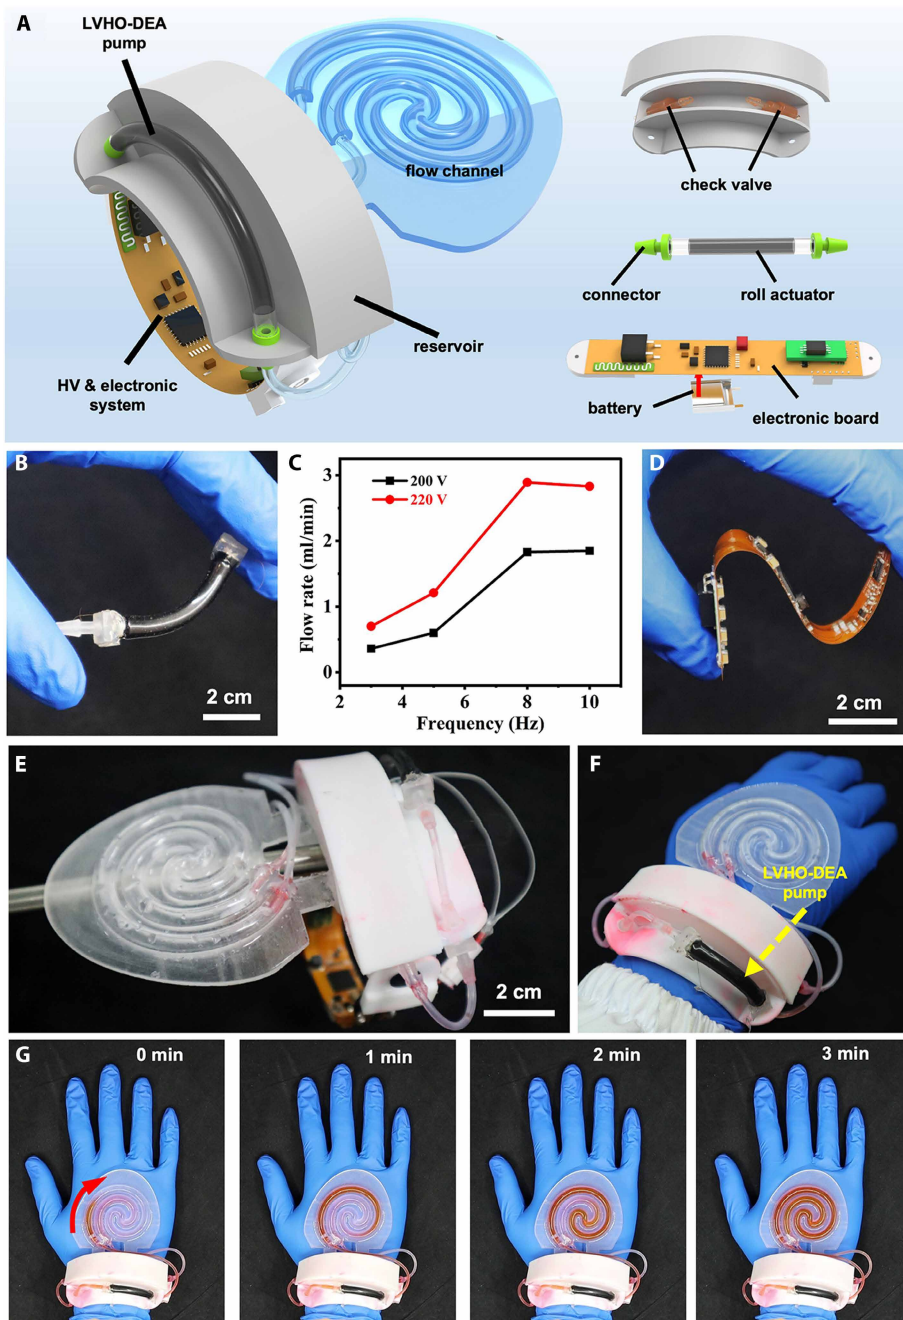 A
LVHO-DEA
pump
flow channel
check valve
connector
roll actuator
reservoir
HV & electronic
system
battery
electronic board
B
2 cm
C
200 V
220 V
3
2
1
0
Flow rate (ml/min)
2 4 6 8 10
Frequency (Hz)
D
2 cm
E
2 cm
F
LVHO-DEA
pump
G
0 min
1 min
2 min
3 min